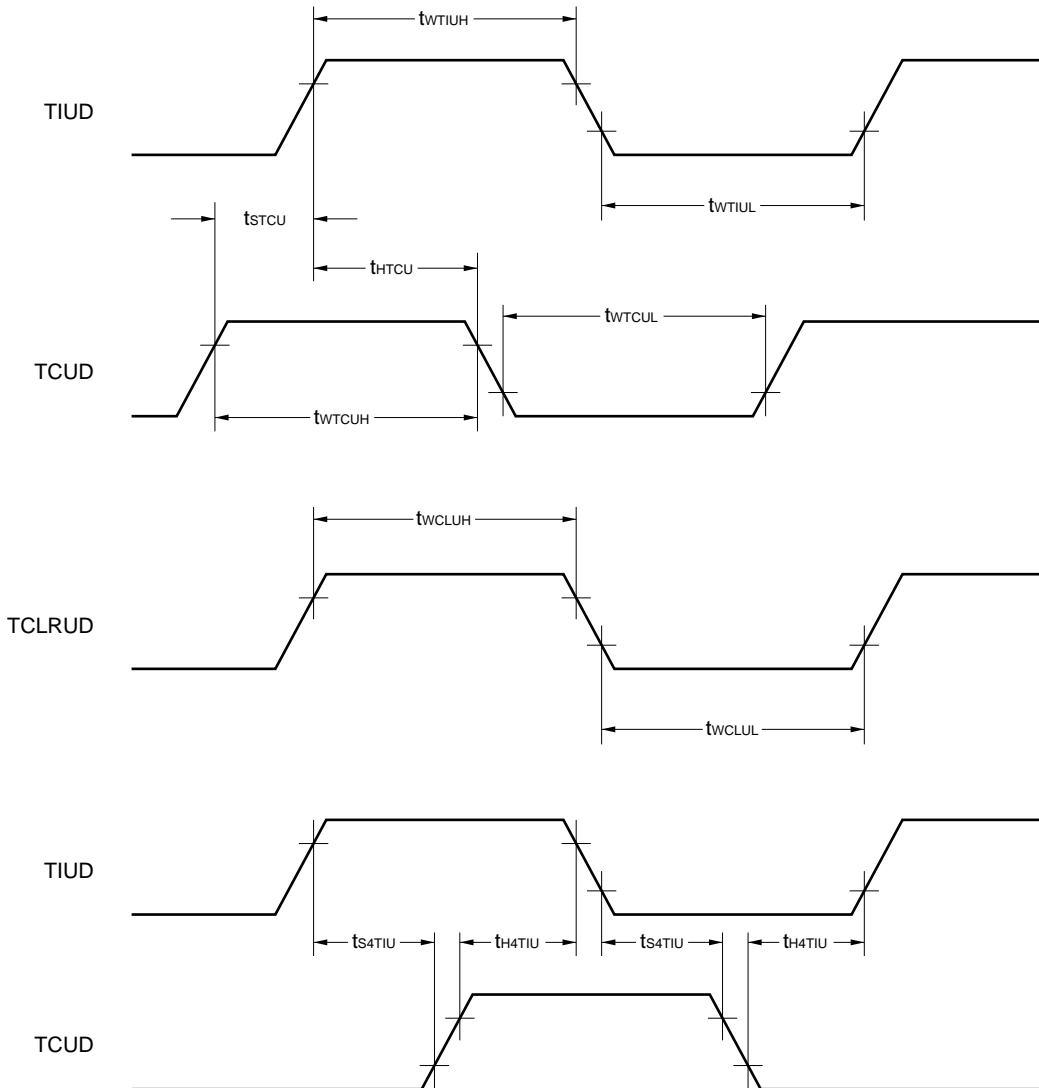 tWTIUH
TIUD
tSTCU
tWTIUL
tHTCU
tWTCUL
TCUD
tWTCUH
tWCLUH
TCLRUD
tWCLUL
TIUD
tS4TIU tH4TIU tS4TIU tH4TIU
TCUD